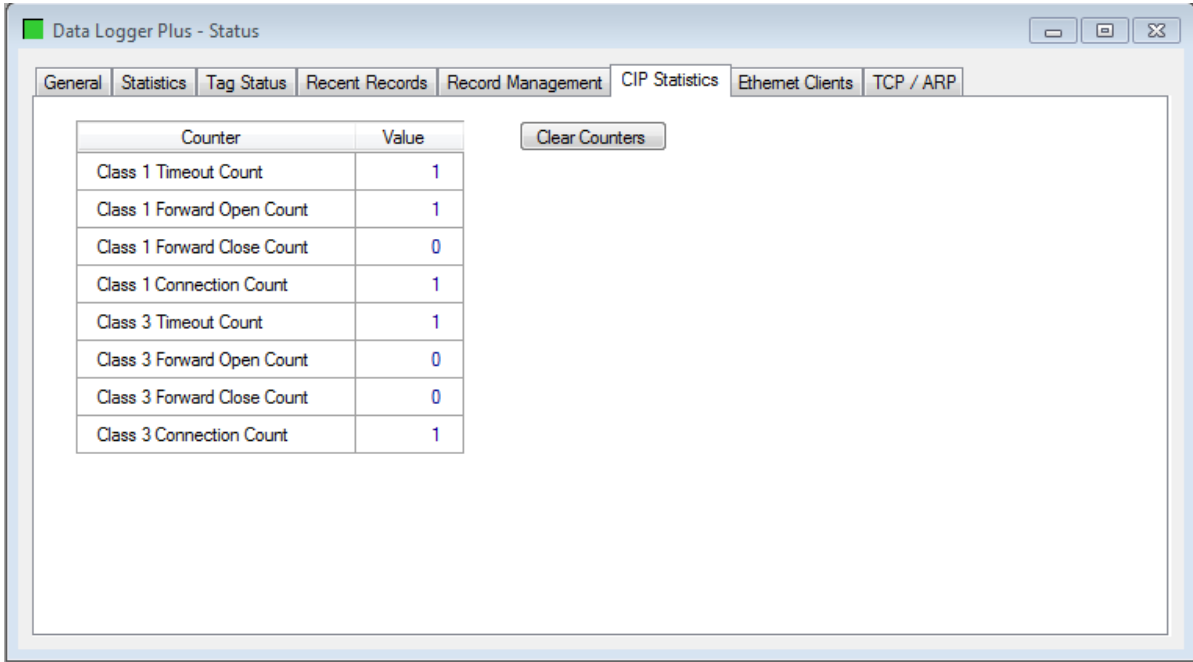 Data Logger Plus - Status
General Statistics Tag Status Recent Records Record Management CIP Statistics Ethernet Clients TCP / ARP
Counter Value Clear Counters
Class 1 Timeout Count 1
Class 1 Forward Open Count 1
Class 1 Forward Close Count 0
Class 1 Connection Count 1
Class 3 Timeout Count 1
Class 3 Forward Open Count 0
Class 3 Forward Close Count 0
Class 3 Connection Count 1